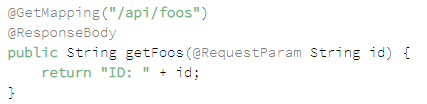 @GetMapping("/api/foos")
@ResponseBody
public String getFoos(@RequestParam String id) {
    return "ID: " + id;
}